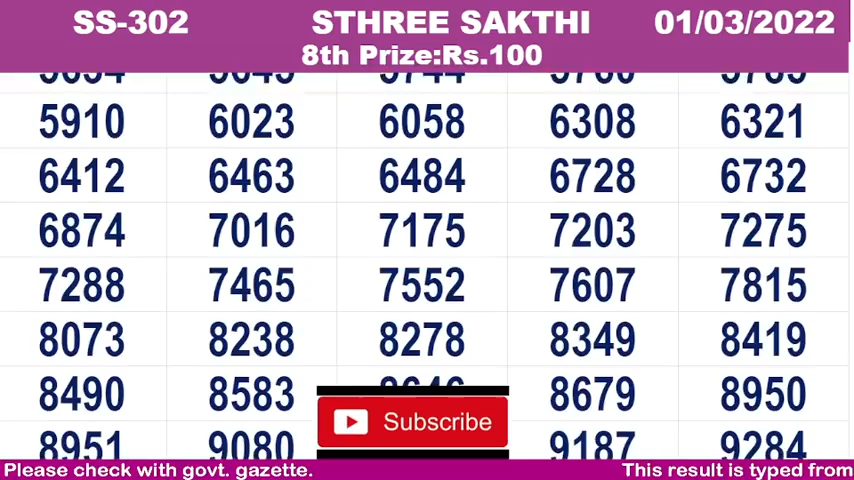 SS-302 STHREE SAKTHI 01/03/2022
8th Prize:Rs.100
5910 6023 6058 6308 6321
6412 6463 6484 6728 6732
6874 7016 7175 7203 7275
7288 7465 7552 7607 7815
8073 8238 8278 8349 8419
8490 8583 8679 8950
Subscribe
8951 9080 9187 9284
Please check with govt. gazette. This result is typed from